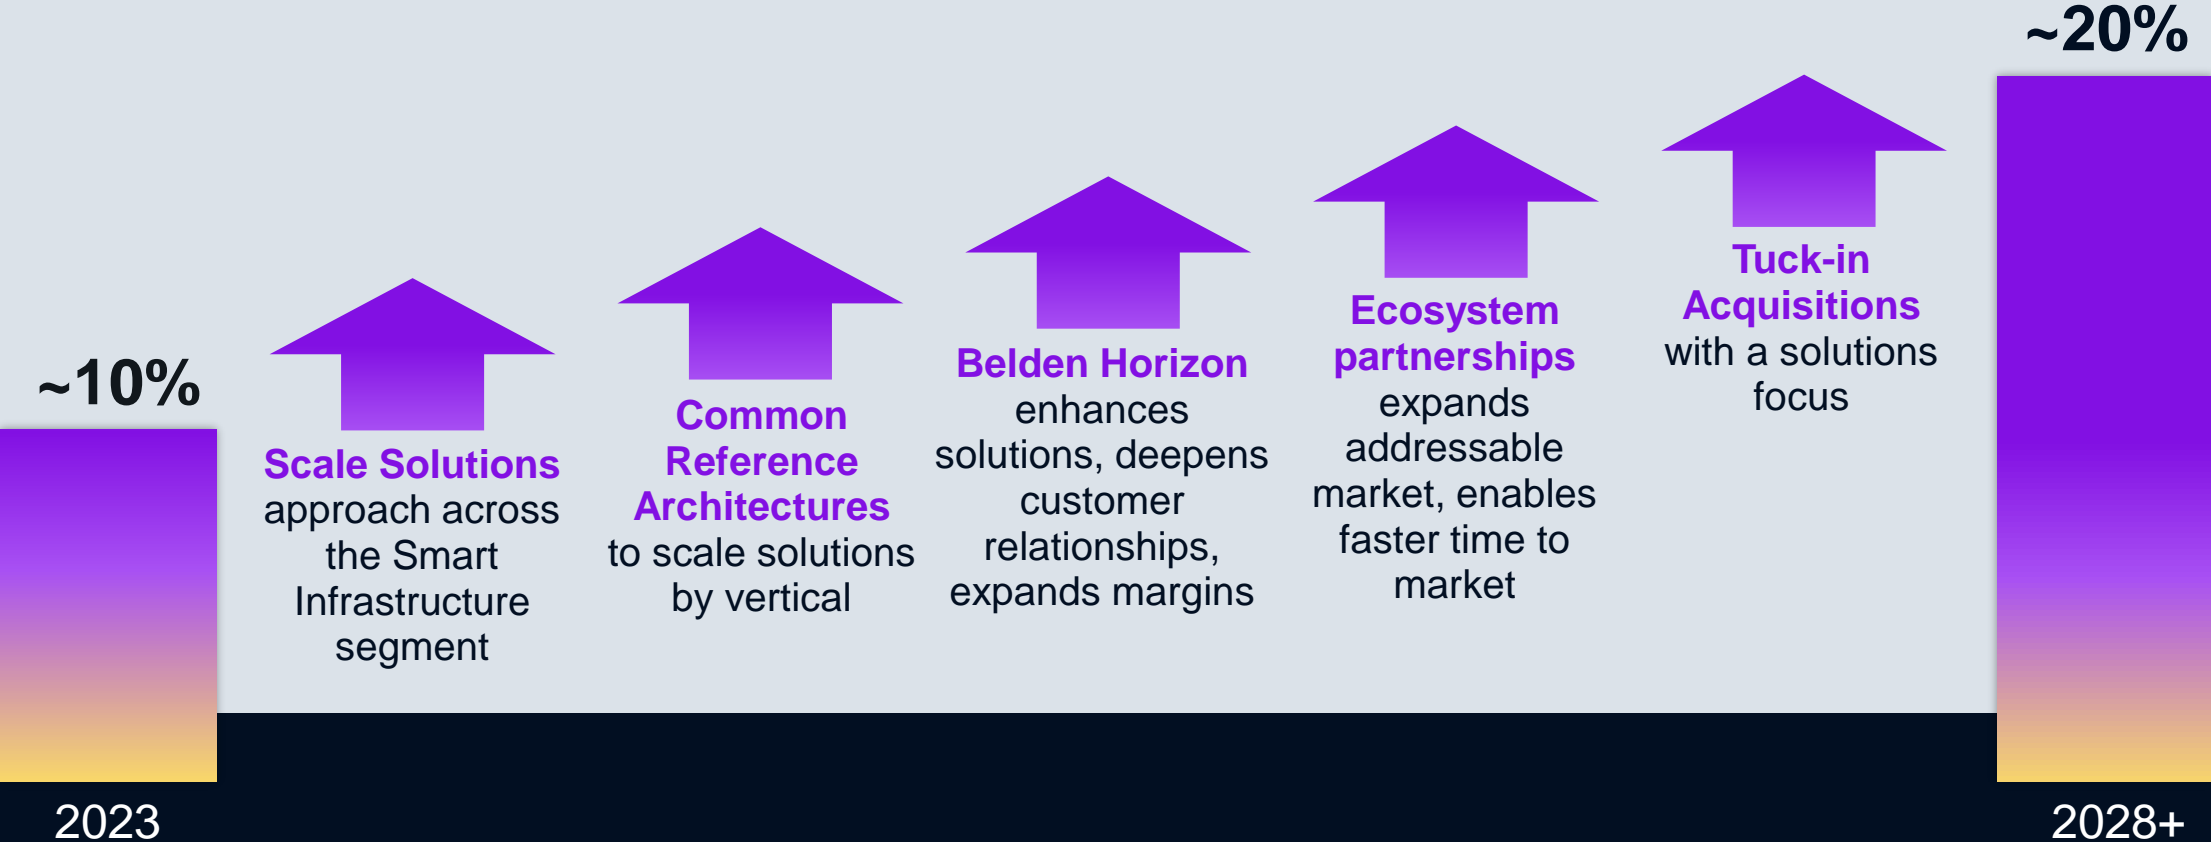 ~10%
2023
Scale Solutions
approach across
the Smart
Infrastructure
segment
Common
Reference
Architectures
to scale solutions
by vertical
Belden Horizon
enhances
solutions, deepens
customer
relationships,
expands margins
Ecosystem
partnerships
expands
addressable
market, enables
faster time to
market
Tuck-in
Acquisitions
with a solutions
focus
~20%
2028+